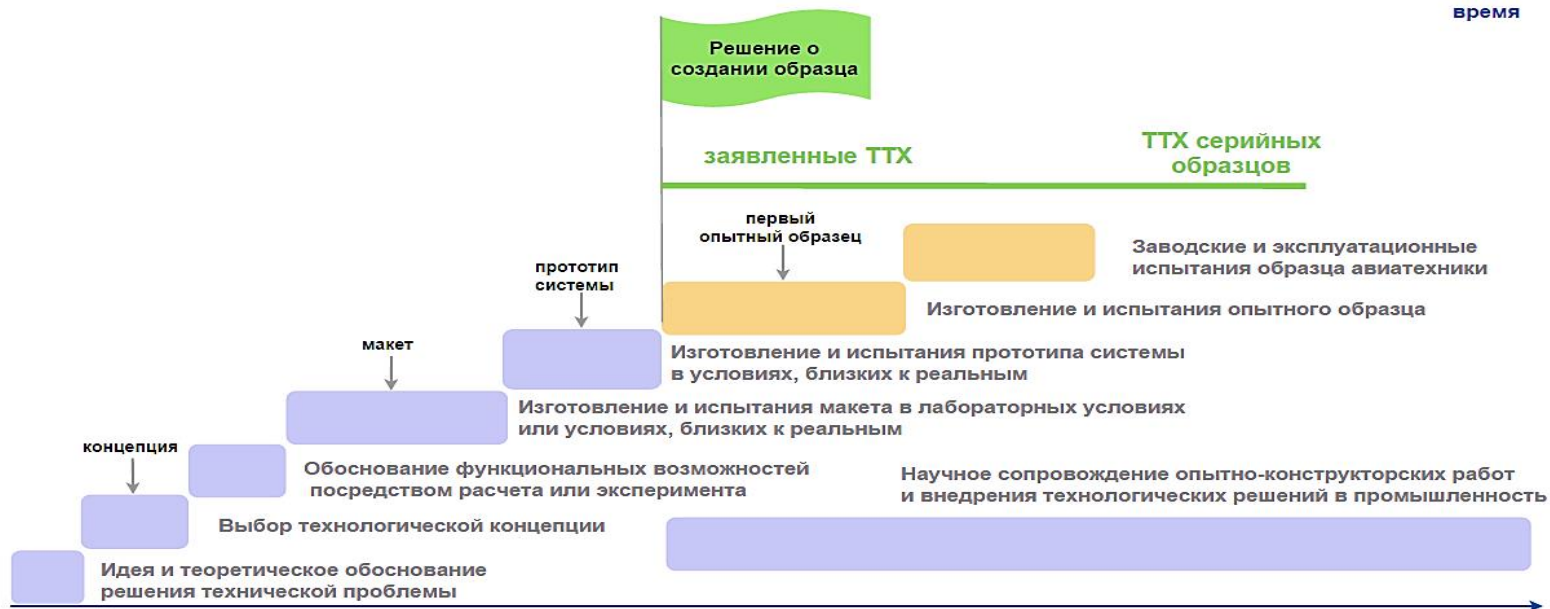 время
Решение о
создании образца
заявленные ТТХ
ТТХ серийных
образцов
первый
опытный образец
Заводские и эксплуатационные
испытания образца авиатехники
прототип
системы
Изготовление и испытания опытного образца
макет
Изготовление и испытания прототипа системы
в условиях, близких к реальным
Изготовление и испытания макета в лабораторных условиях
или условиях, близких к реальным
концепция
Обоснование функциональных возможностей
посредством расчета или эксперимента
Научное сопровождение опытно-конструкторских работ
и внедрения технологических решений в промышленность
Выбор технологической концепции
Идея и теоретическое обоснование
решения технической проблемы